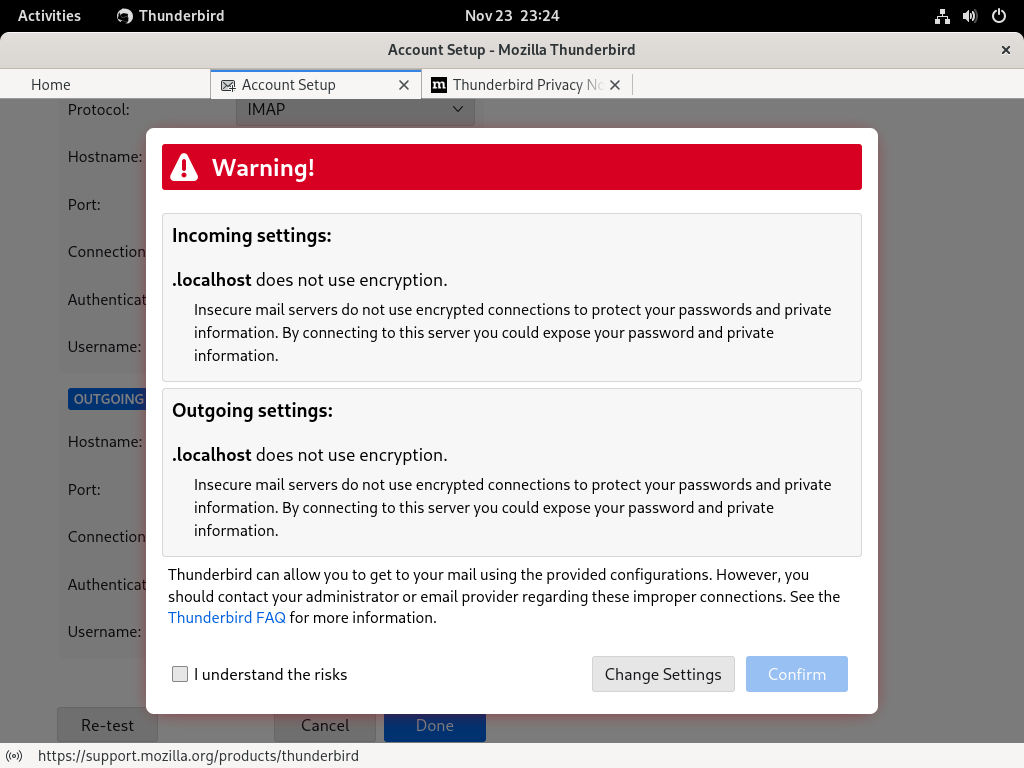 Activities
Thunderbird
Nov 23 23:24
Account Setup - Mozilla Thunderbird
Home
Account Setup
Thunderbird Privacy No
Protocol:
IMAP
Hostname:
Port:
Connection
Authenticat
Username:
OUTGOING
Hostname:
Port:
Connection
Authenticat
Username:
Warning!
Incoming settings:
.localhost does not use encryption.
Insecure mail servers do not use encrypted connections to protect your passwords and private
information. By connecting to this server you could expose your password and private
information.
Outgoing settings:
.localhost does not use encryption.
Insecure mail servers do not use encrypted connections to protect your passwords and private
information. By connecting to this server you could expose your password and private
information.
Thunderbird can allow you to get to your mail using the provided configurations. However, you
should contact your administrator or email provider regarding these improper connections. See the
Thunderbird FAQ for more information.
I understand the risks
Change Settings
Confirm
Re-test
Cancel
Done
https://support.mozilla.org/products/thunderbird